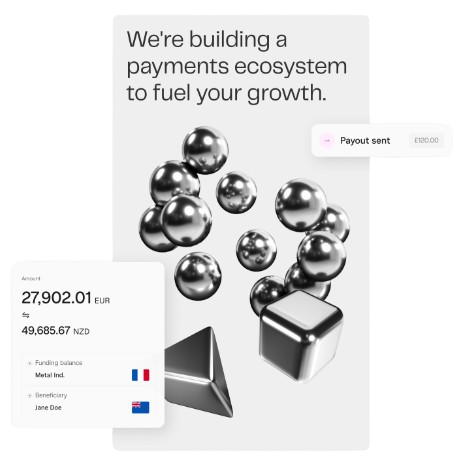 We're building a
payments ecosystem
to fuel your growth.
Payout sent
£120.00
Amount
27,902.01 EUR
49,685.67 NZD
Funding balance
Metal Ind.
Beneficiary
Jane Doe